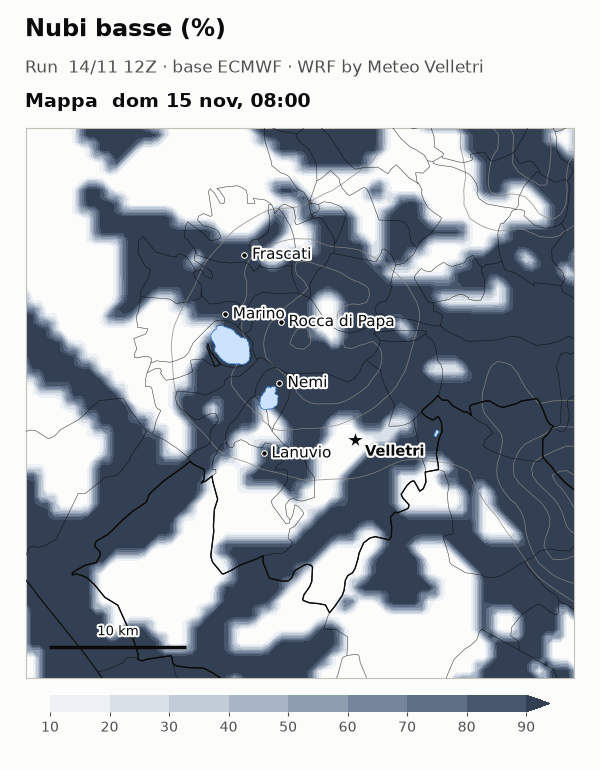 Nubi basse (%)
Run  14/11 12Z · base ECMWF · WRF by Meteo Velletri
Mappa  dom 15 nov, 08:00
Frascati
Marino
Rocca di Papa
Nemi
Velletri
Lanuvio
10 km
10 20 30 40 50 60 70 80 90